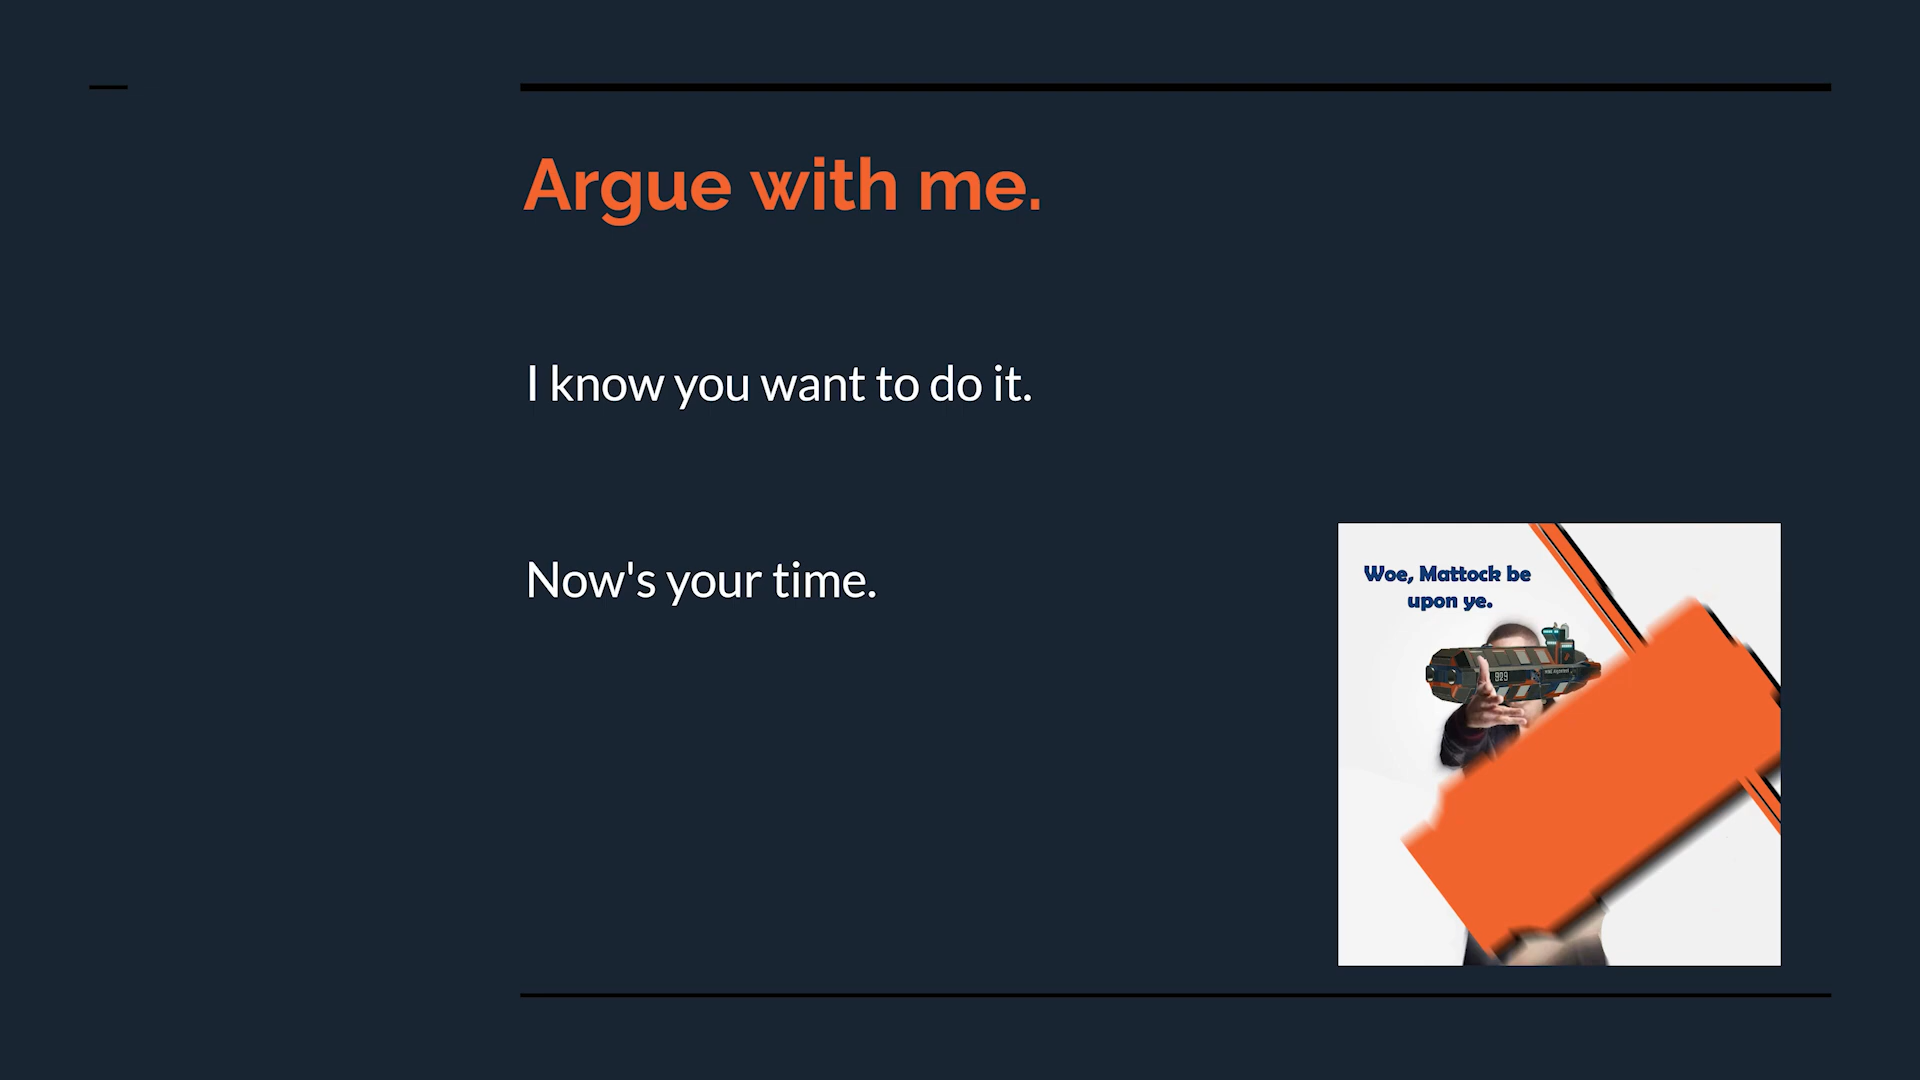 Argue with me.
I know you want to do it.
Now's your time.
Woe, Mattock be
upon ye.